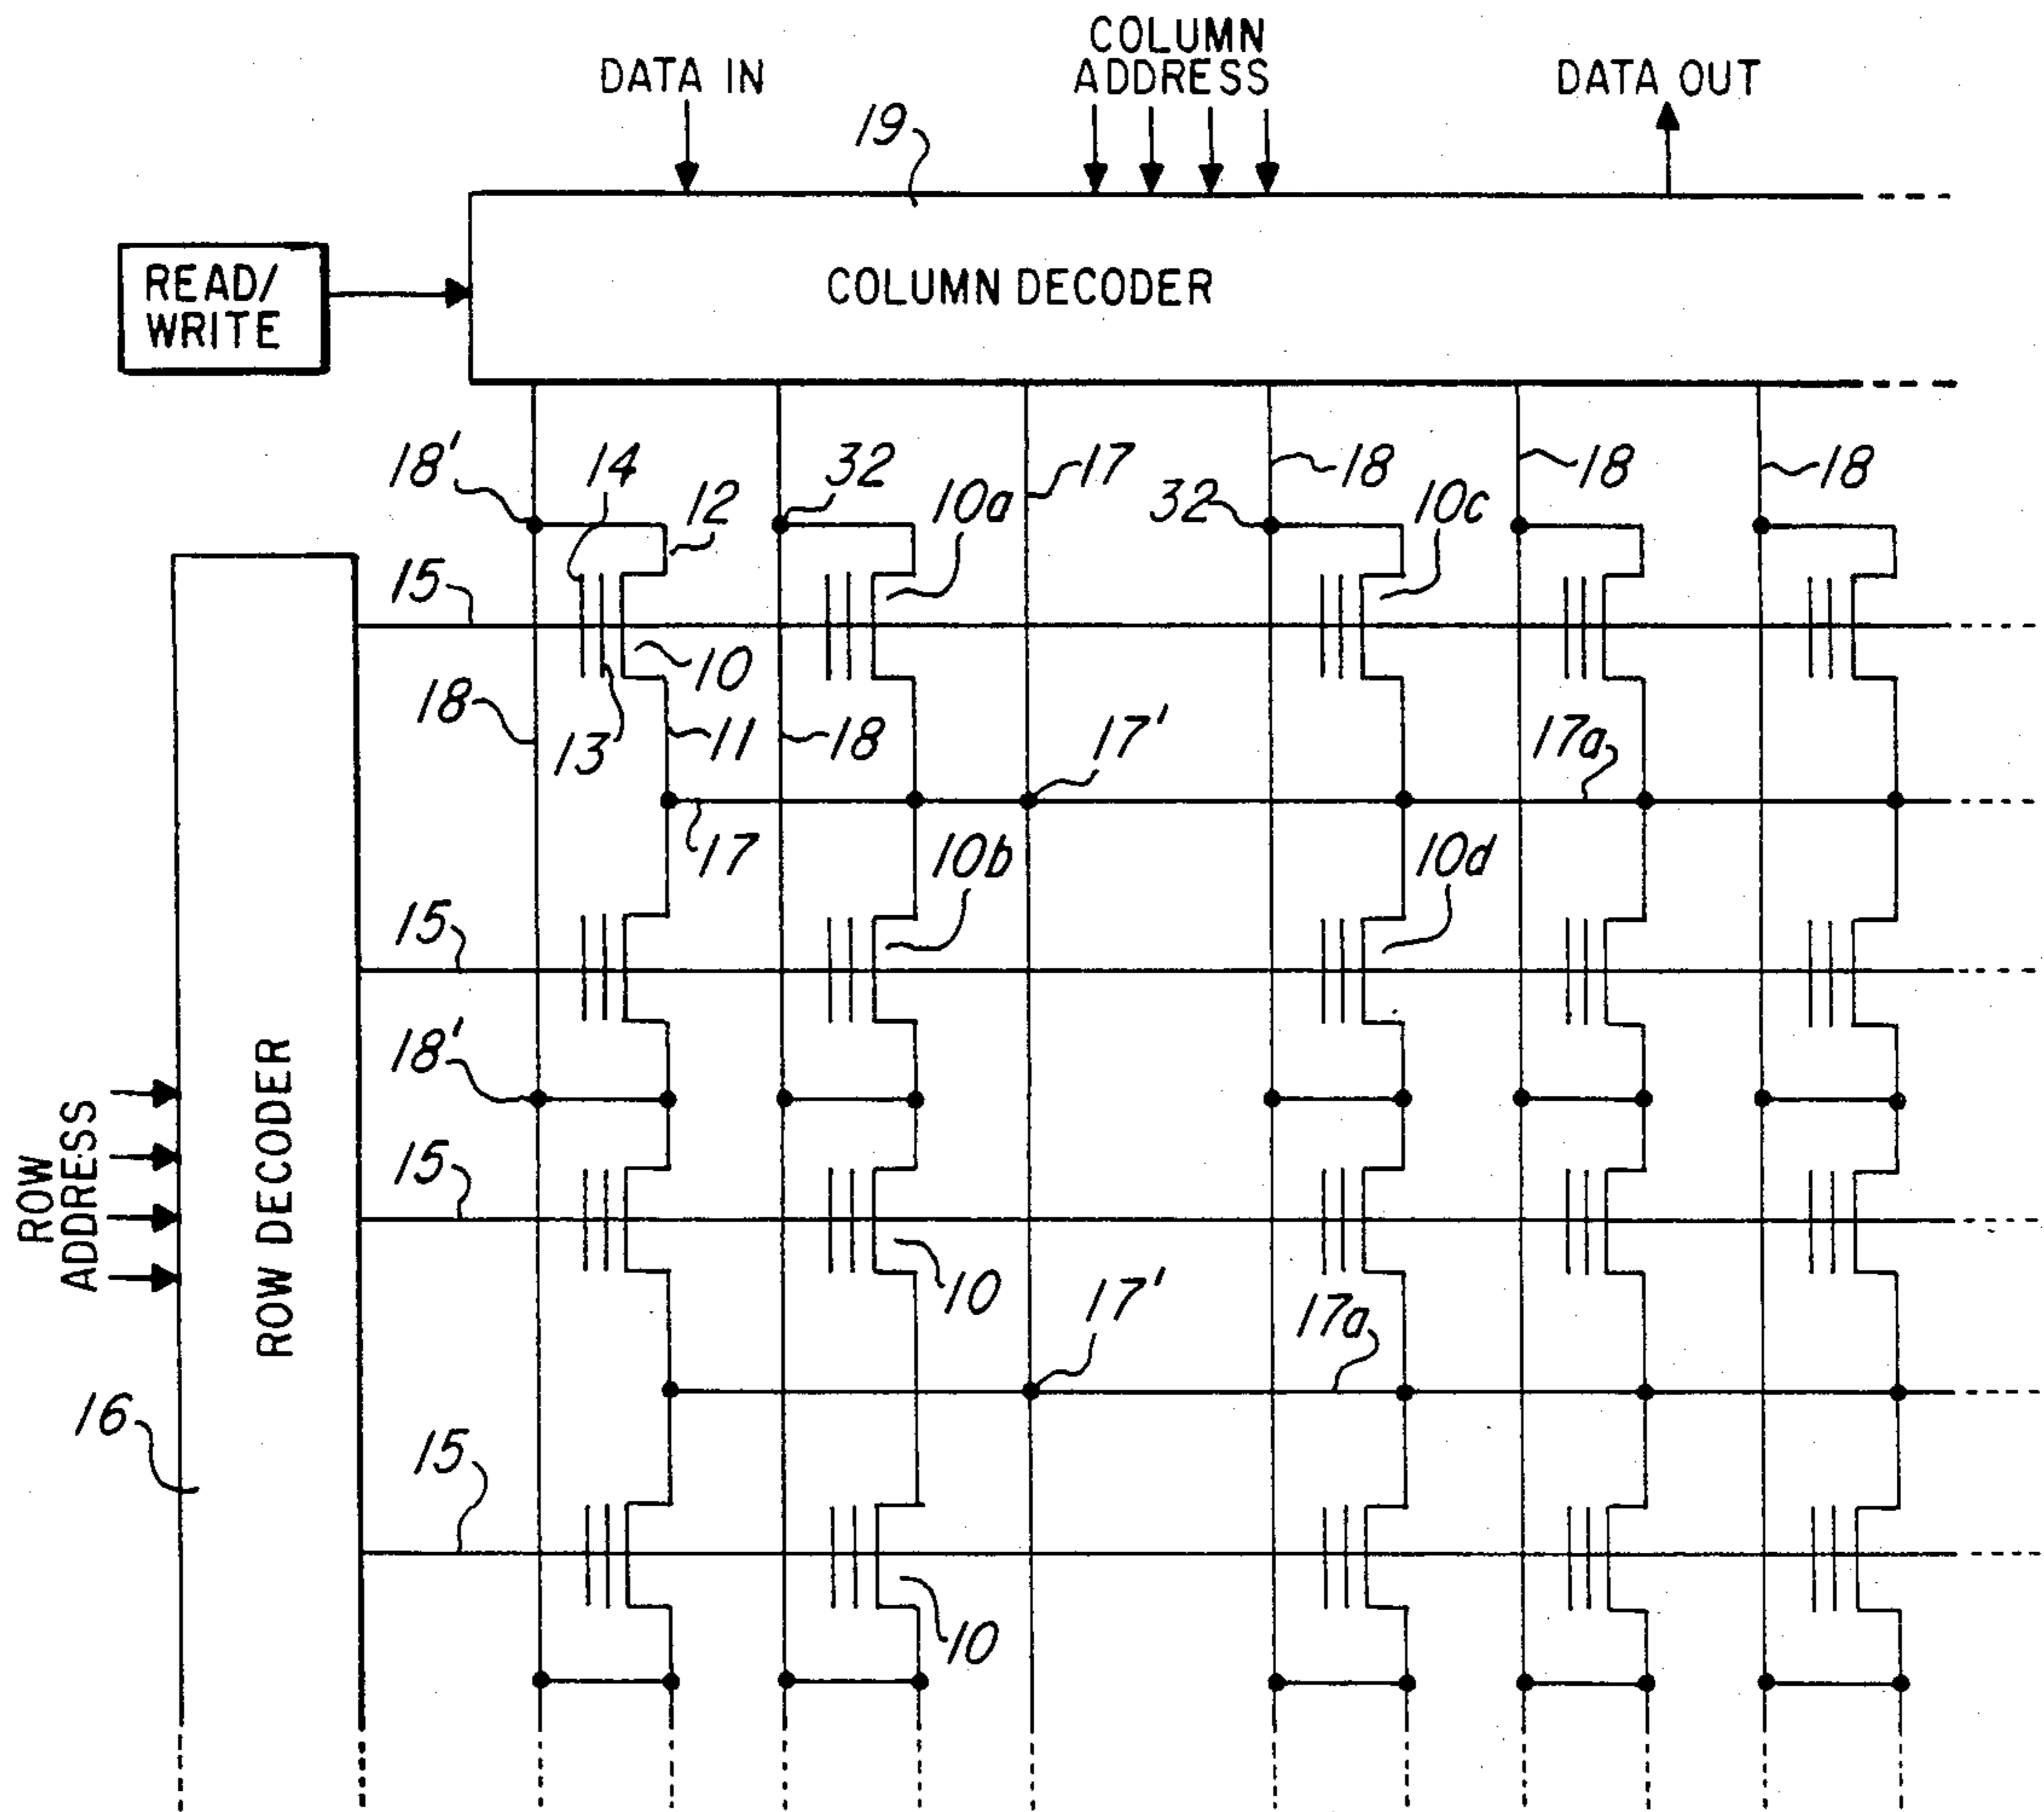 COLUMN
ADDRESS
DATA IN
DATA OUT
19
READ/
WRITE
COLUMN DECODER
18'
14
12
32
10a
17
32
18
10c
18
18
15
10
18
13
11
18
17'
17a
17
10b
10d
15
18'
ROW
ADDRESS
ROW DECODER
15
10
17'
17a
16
15
10